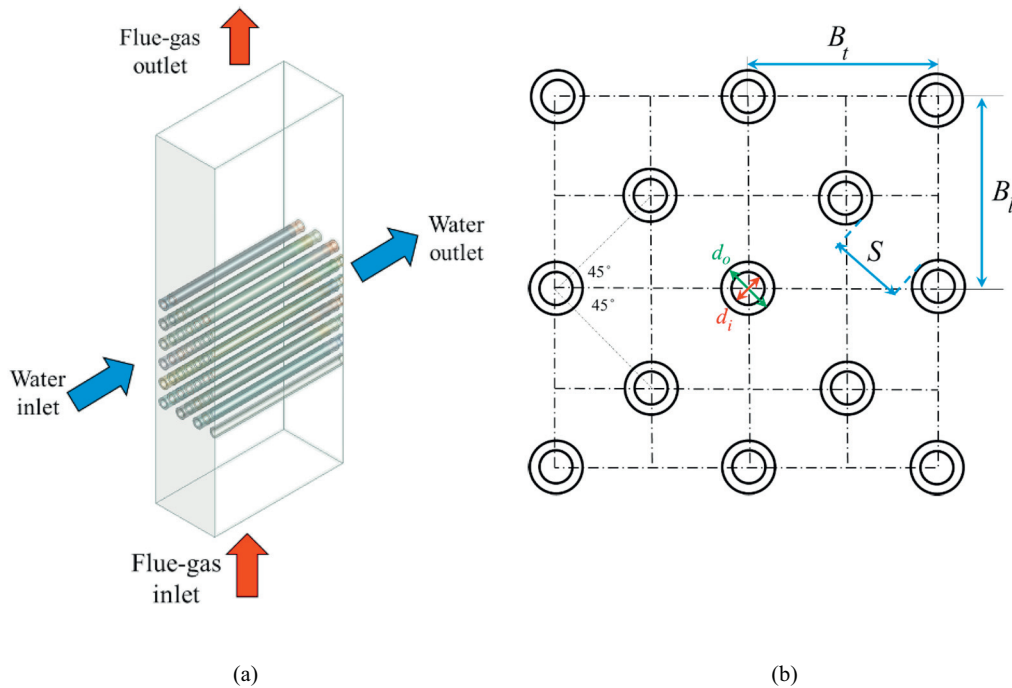 Flue-gas
outlet
Water
outlet
Water
inlet
Flue-gas
inlet
(a)
B_t
B_l
S
45°
45°
d_o
d_i
(b)